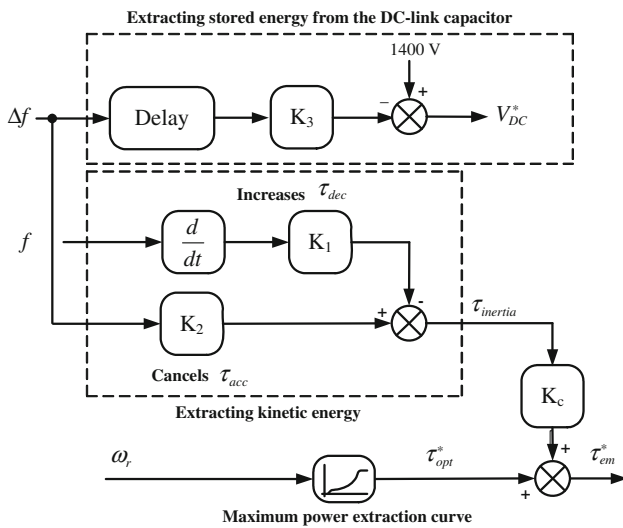 Extracting stored energy from the DC-link capacitor
1400 V
Δf
Delay
K3
−
+
V*DC
Increases τdec
f
d
dt
K1
-
K2
+
τinertia
Cancels τacc
Extracting kinetic energy
Kc
+
ωr
τ*opt
+
τ*em
Maximum power extraction curve